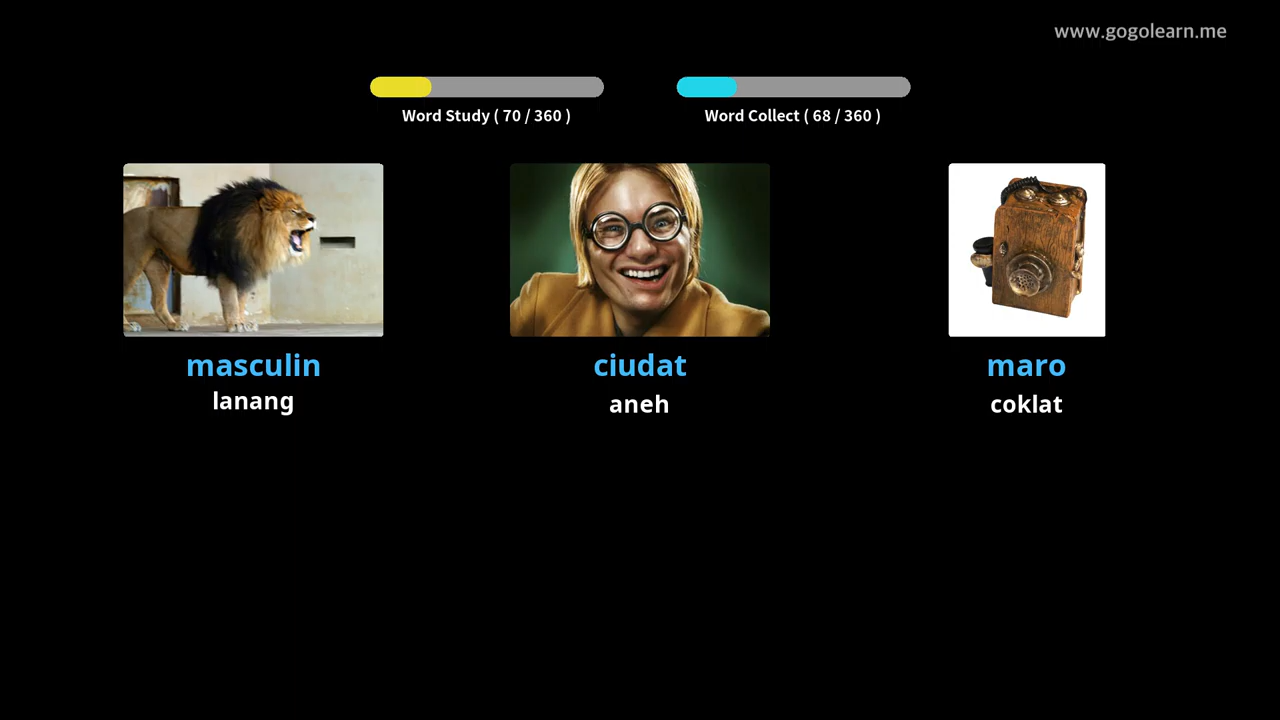 www.gogolearn.me
Word Study ( 70 / 360 )
Word Collect ( 68 / 360 )
masculin
lanang
ciudat
aneh
maro
coklat